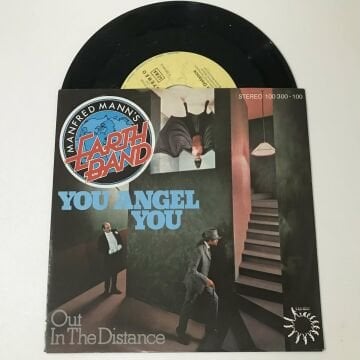 STEREO 100 300-100
MANFRED MANN'S
EARTH
BAND
YOU ANGEL
YOU
Out
In The Distance